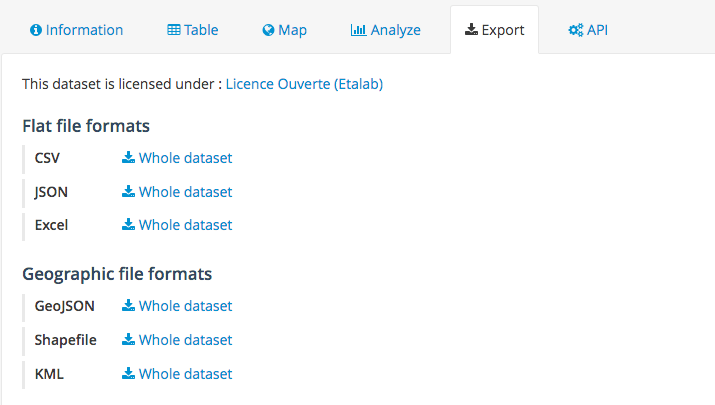 Information Table Map Analyze Export API
This dataset is licensed under : Licence Ouverte (Etalab)
Flat file formats
CSV Whole dataset
JSON Whole dataset
Excel Whole dataset
Geographic file formats
GeoJSON Whole dataset
Shapefile Whole dataset
KML Whole dataset